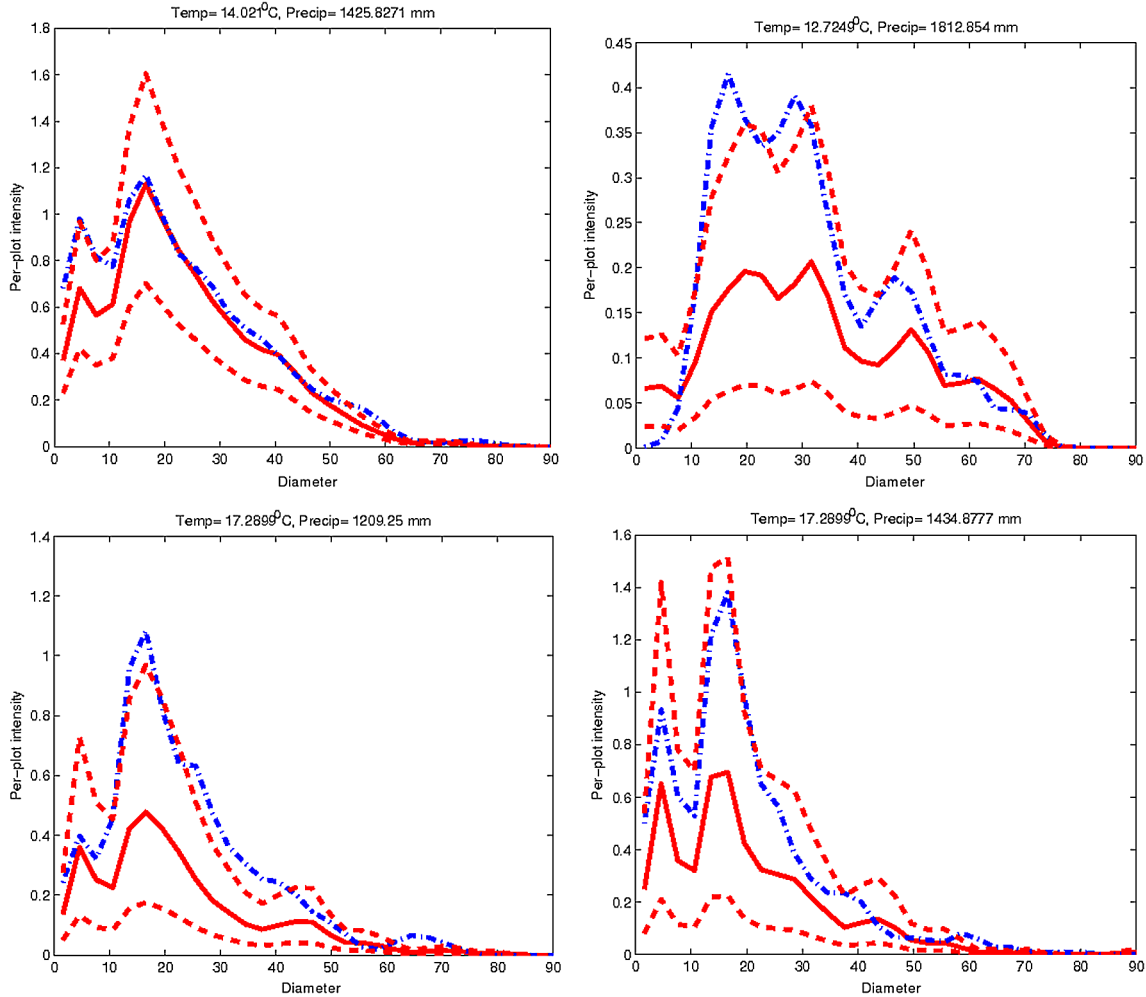 Temp= 14.021⁰C, Precip= 1425.8271 mm
1.8
1.6
1.4
1.2
1
0.8
0.6
0.4
0.2
0
Per-plot intensity
0 10 20 30 40 50 60 70 80 90
Diameter
Temp= 12.7249⁰C, Precip= 1812.854 mm
0.45
0.4
0.35
0.3
0.25
0.2
0.15
0.1
0.05
0
Per-plot intensity
0 10 20 30 40 50 60 70 80 90
Diameter
Temp= 17.2899⁰C, Precip= 1209.25 mm
1.4
1.2
1
0.8
0.6
0.4
0.2
0
Per-plot intensity
0 10 20 30 40 50 60 70 80 90
Diameter
Temp= 17.2899⁰C, Precip= 1434.8777 mm
1.6
1.4
1.2
1
0.8
0.6
0.4
0.2
0
Per-plot intensity
0 10 20 30 40 50 60 70 80 90
Diameter